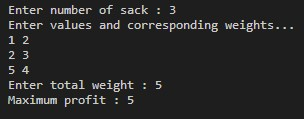 Enter number of sack : 3
Enter values and corresponding weights...
1 2
2 3
5 4
Enter total weight : 5
Maximum profit : 5